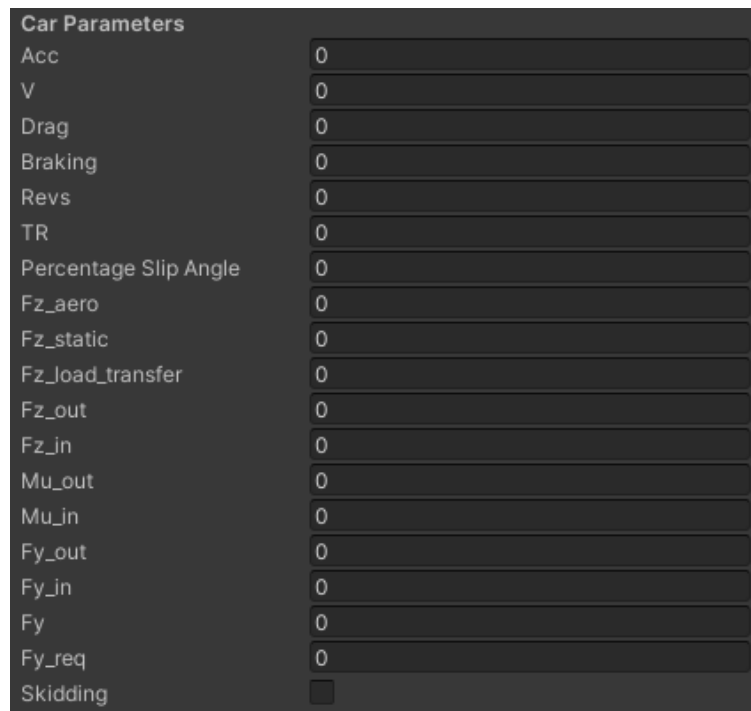 Car Parameters
Acc 0
V 0
Drag 0
Braking 0
Revs 0
TR 0
Percentage Slip Angle 0
Fz_aero 0
Fz_static 0
Fz_load_transfer 0
Fz_out 0
Fz_in 0
Mu_out 0
Mu_in 0
Fy_out 0
Fy_in 0
Fy 0
Fy_req 0
Skidding